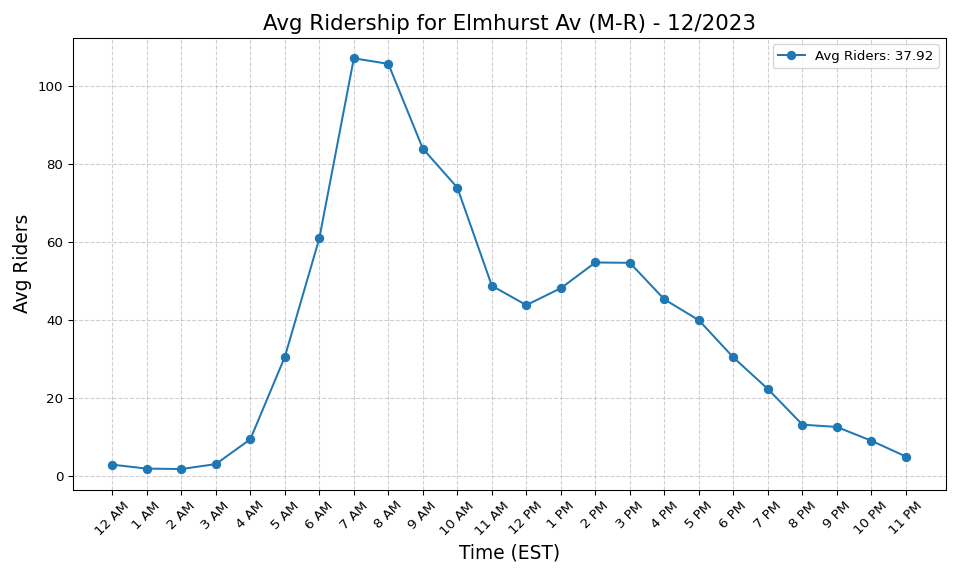 Avg Ridership for Elmhurst Av (M-R) - 12/2023
Avg Riders: 37.92
Avg Riders
100
80
60
40
20
0
12 AM
1 AM
2 AM
3 AM
4 AM
5 AM
6 AM
7 AM
8 AM
9 AM
10 AM
11 AM
12 PM
1 PM
2 PM
3 PM
4 PM
5 PM
6 PM
7 PM
8 PM
9 PM
10 PM
11 PM
Time (EST)